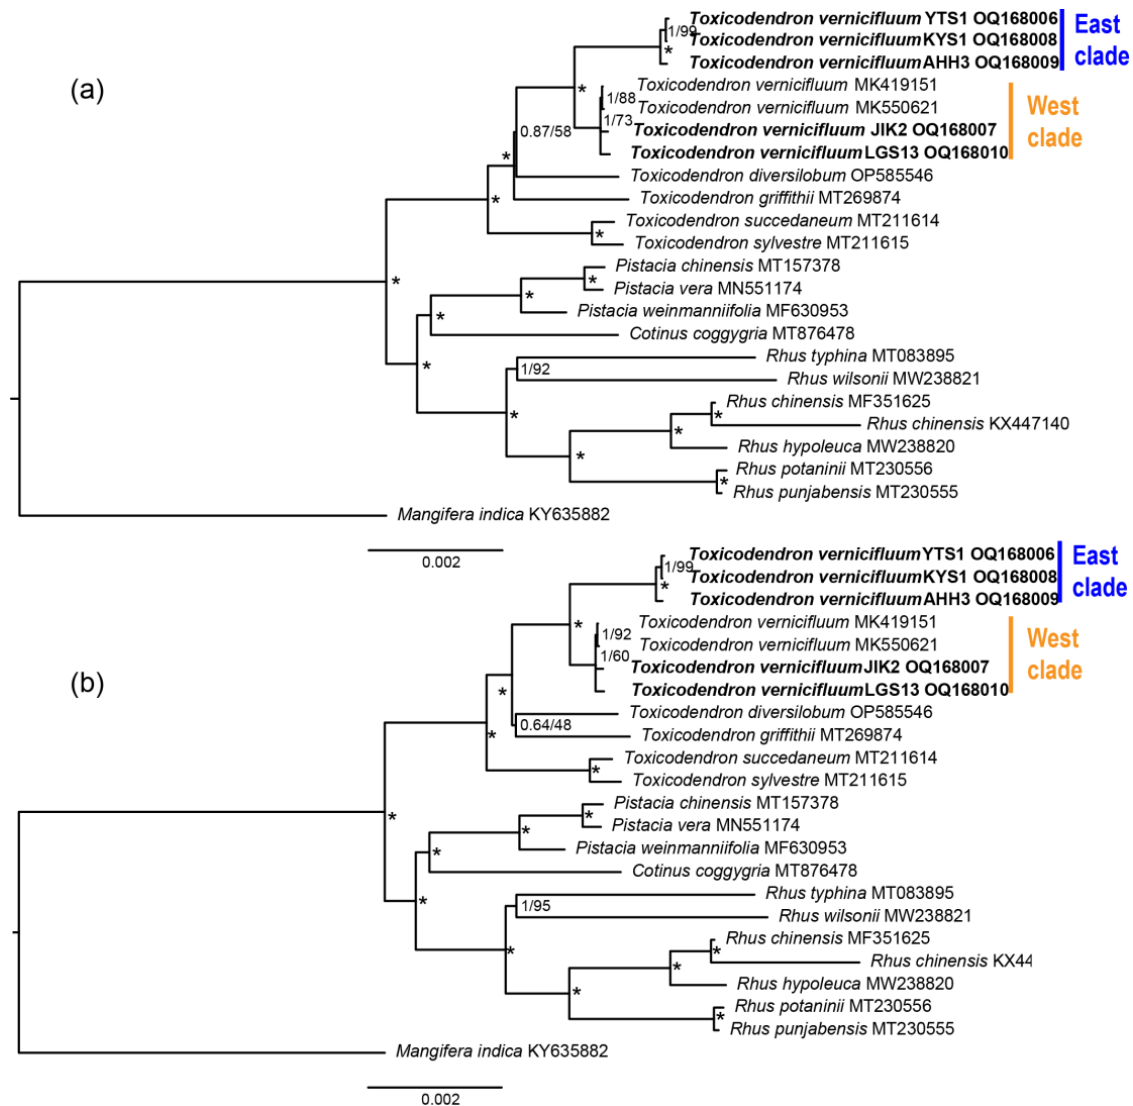 Toxicodendron vernicifluum YTS1 OQ168006
1/99
East
clade
Toxicodendron vernicifluum KYS1 OQ168008
*
Toxicodendron vernicifluum AHH3 OQ168009
(a)
*
Toxicodendron vernicifluum MK419151
1/88
West
clade
Toxicodendron vernicifluum MK550621
1/73
0.87/58
Toxicodendron vernicifluum JIK2 OQ168007
Toxicodendron vernicifluum LGS13 OQ168010
*
Toxicodendron diversilobum OP585546
*
Toxicodendron griffithii MT269874
Toxicodendron succedaneum MT211614
*
Toxicodendron sylvestre MT211615
Pistacia chinensis MT157378
*
*
Pistacia vera MN551174
*
Pistacia weinmanniifolia MF630953
*
Cotinus coggygria MT876478
Rhus typhina MT083895
*
1/92
Rhus wilsonii MW238821
Rhus chinensis MF351625
*
*
Rhus chinensis KX447140
*
Rhus hypoleuca MW238820
*
Rhus potaninii MT230556
*
Rhus punjabensis MT230555
Mangifera indica KY635882
0.002
Toxicodendron vernicifluum YTS1 OQ168006
1/99
East
clade
Toxicodendron vernicifluum KYS1 OQ168008
*
Toxicodendron vernicifluum AHH3 OQ168009
*
Toxicodendron vernicifluum MK419151
1/92
West
clade
Toxicodendron vernicifluum MK550621
1/60
Toxicodendron vernicifluum JIK2 OQ168007
(b)
Toxicodendron vernicifluum LGS13 OQ168010
*
Toxicodendron diversilobum OP585546
0.64/48
*
Toxicodendron griffithii MT269874
Toxicodendron succedaneum MT211614
*
Toxicodendron sylvestre MT211615
Pistacia chinensis MT157378
*
*
Pistacia vera MN551174
*
Pistacia weinmanniifolia MF630953
*
Cotinus coggygria MT876478
Rhus typhina MT083895
*
1/95
Rhus wilsonii MW238821
Rhus chinensis MF351625
*
*
Rhus chinensis KX44
*
Rhus hypoleuca MW238820
*
Rhus potaninii MT230556
*
Rhus punjabensis MT230555
Mangifera indica KY635882
0.002